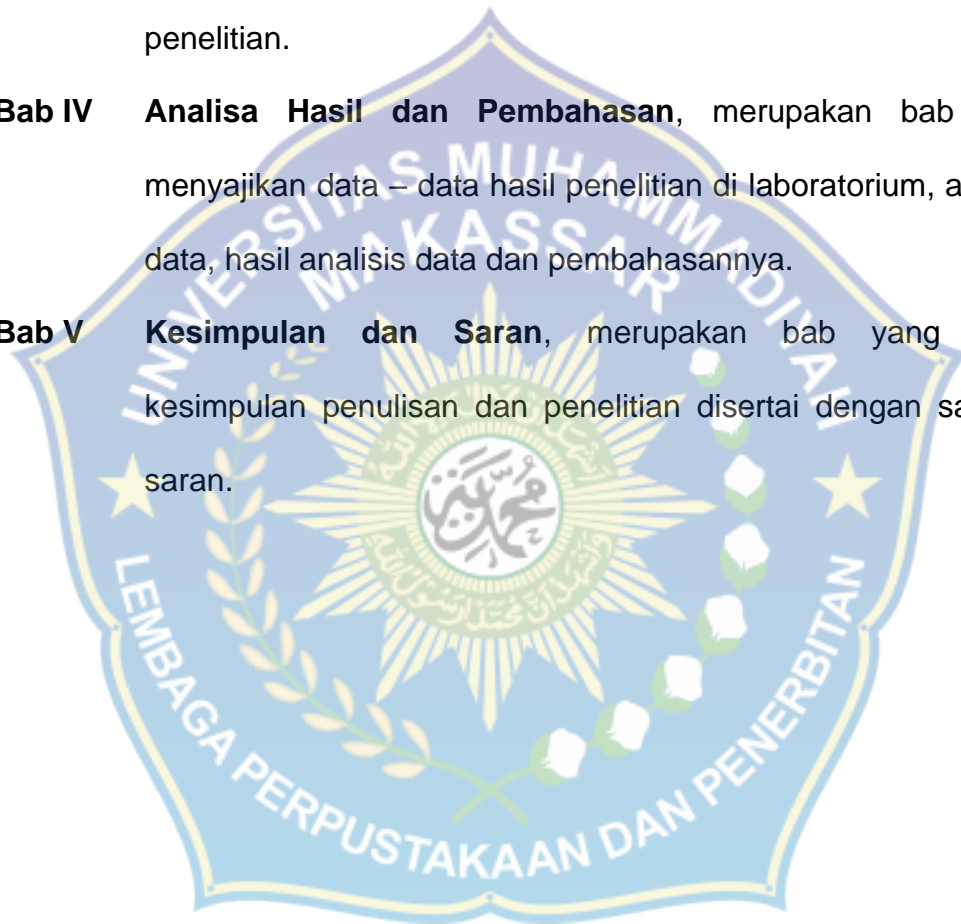 penelitian.
Bab IV Analisa Hasil dan Pembahasan, merupakan bab
menyajikan data – data hasil penelitian di laboratorium, a
data, hasil analisis data dan pembahasannya.
Bab V Kesimpulan dan Saran, merupakan bab yang
kesimpulan penulisan dan penelitian disertai dengan sa
saran.
UNIVERSITAS MUHAMMADIYAH
MAKASSAR
LEMBAGA PERPUSTAKAAN DAN PENERBITAN